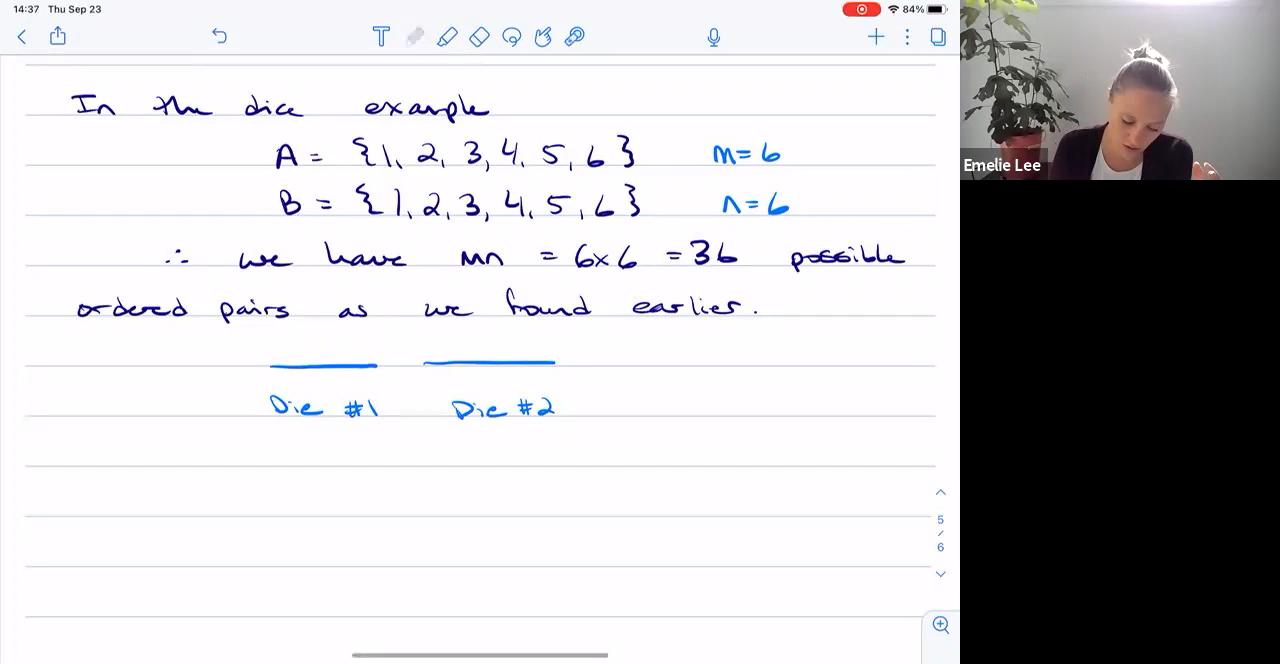 14:37 Thu Sep 23
84%
In the dice example
A = {1, 2, 3, 4, 5, 6} m=6
B = {1, 2, 3, 4, 5, 6} n=6
∴ we have mn = 6x6 = 36 possible
ordered pairs as we found earlier.
Die #1 Die #2
5
/
6
Emelie Lee